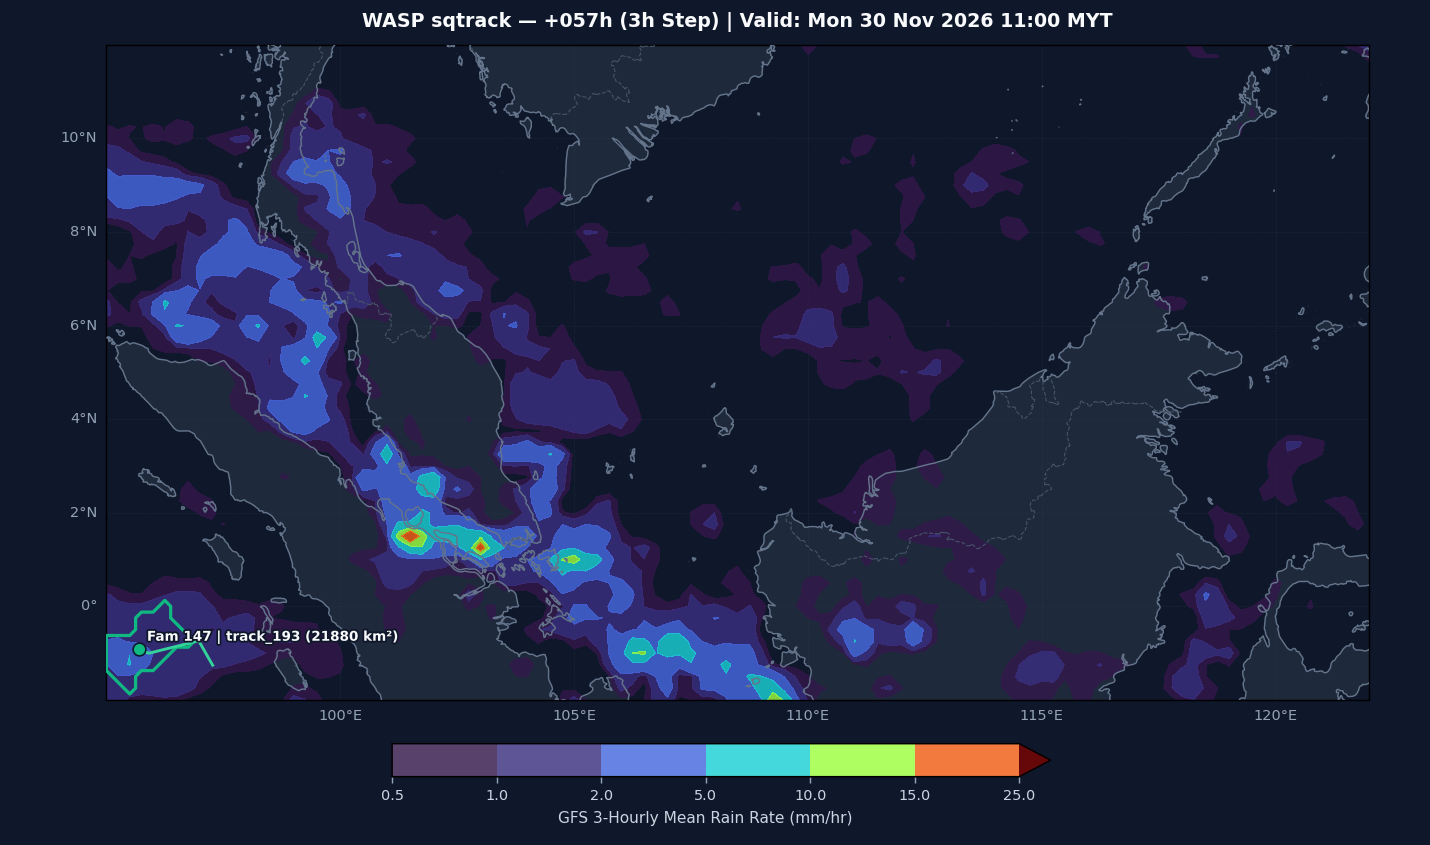 WASP sqtrack — +057h (3h Step) | Valid: Mon 30 Nov 2026 11:00 MYT
10°N
8°N
6°N
4°N
2°N
0°
Fam 147 | track_193 (21880 km²)
100°E 105°E 110°E 115°E 120°E
0.5 1.0 2.0 5.0 10.0 15.0 25.0
GFS 3-Hourly Mean Rain Rate (mm/hr)